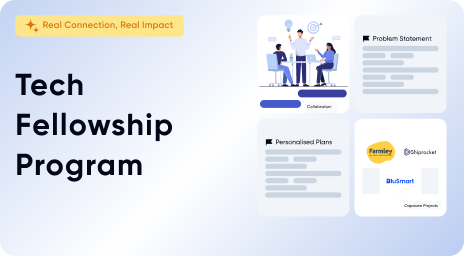 Real Connection, Real Impact
Tech
Fellowship
Program
Collaboration
Problem Statement
Personalised Plans
Farmley
Shiprocket
BluSmart
Capstone Projects